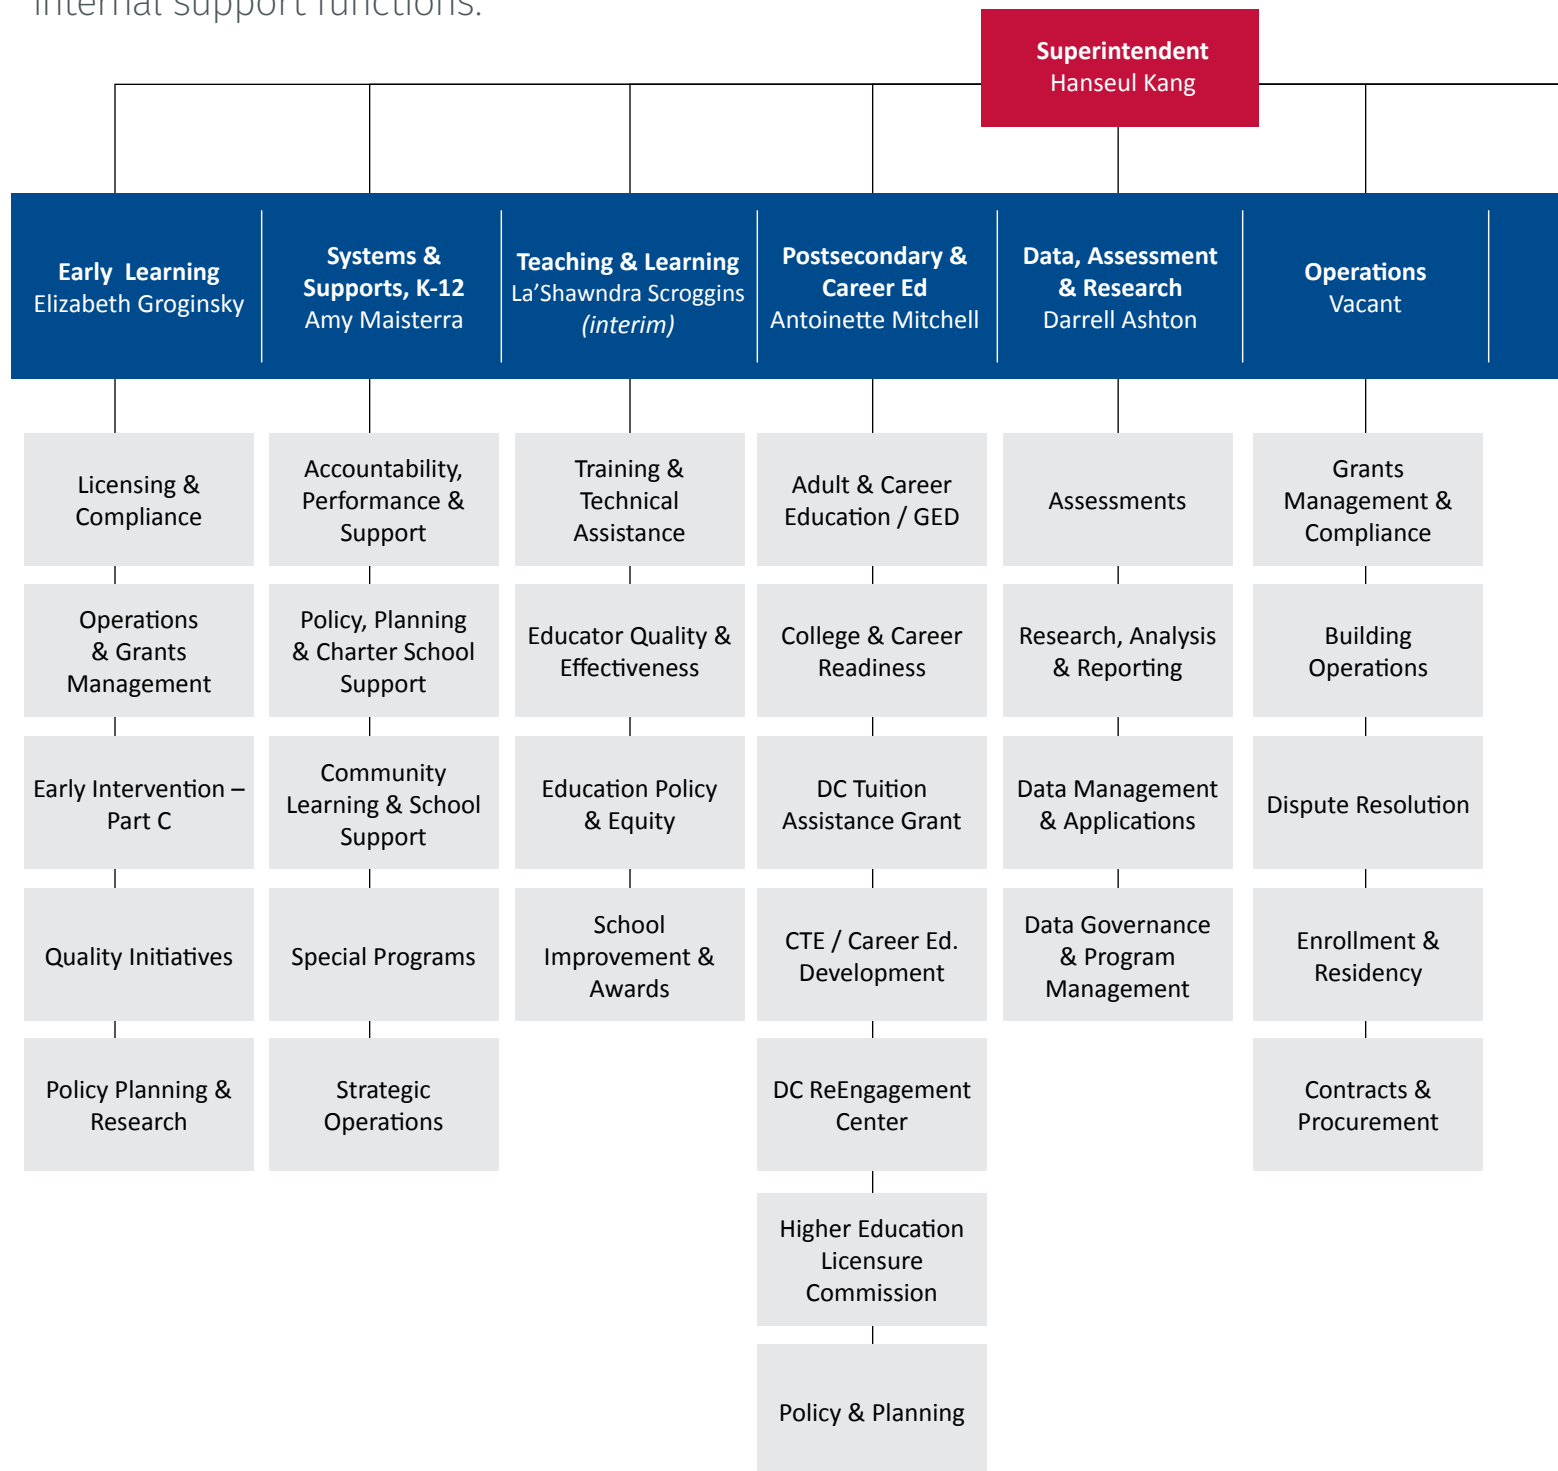 internal support functions.
Superintendent
Hanseul Kang
Early Learning
Elizabeth Groginsky
Systems &
Supports, K-12
Amy Maisterra
Teaching & Learning
La’Shawndra Scroggins
(interim)
Postsecondary &
Career Ed
Antoinette Mitchell
Data, Assessment
& Research
Darrell Ashton
Operations
Vacant
Licensing &
Compliance
Operations
& Grants
Management
Early Intervention –
Part C
Quality Initiatives
Policy Planning &
Research
Accountability,
Performance &
Support
Policy, Planning
& Charter School
Support
Community
Learning & School
Support
Special Programs
Strategic
Operations
Training &
Technical
Assistance
Educator Quality &
Effectiveness
Education Policy
& Equity
School
Improvement &
Awards
Adult & Career
Education / GED
College & Career
Readiness
DC Tuition
Assistance Grant
CTE / Career Ed.
Development
DC ReEngagement
Center
Higher Education
Licensure
Commission
Policy & Planning
Assessments
Research, Analysis
& Reporting
Data Management
& Applications
Data Governance
& Program
Management
Grants
Management &
Compliance
Building
Operations
Dispute Resolution
Enrollment &
Residency
Contracts &
Procurement